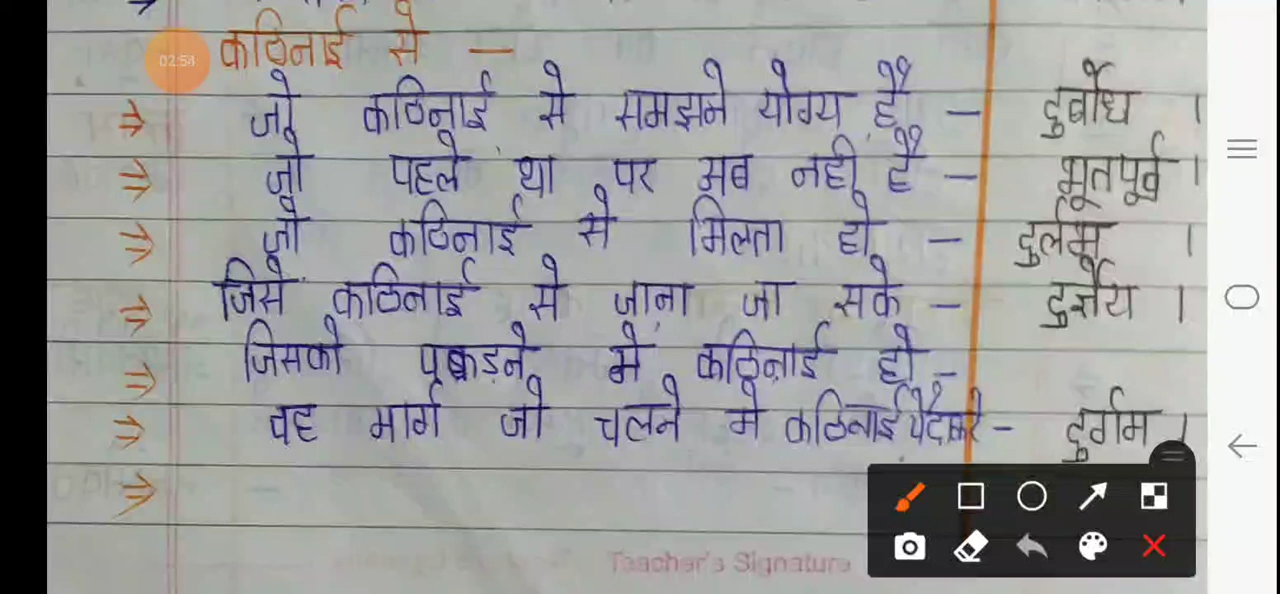 कठिनाई से —
02:54
⇒ जो कठिनाई से समझने योग्य है — दुर्बोध ।
⇒ जो पहले था पर अब नही है — भूतपूर्व ।
⇒ जो कठिनाई से मिलता हो — दुर्लभ ।
⇒ जिसे कठिनाई से जाना जा सके — दुर्ज्ञेय ।
⇒ जिसको पकड़ने मे कठिनाई हो —
⇒ वह मार्ग जो चलने मे कठिनाई पैदा करे — दुर्गम ।
⇒
Teacher's Signature